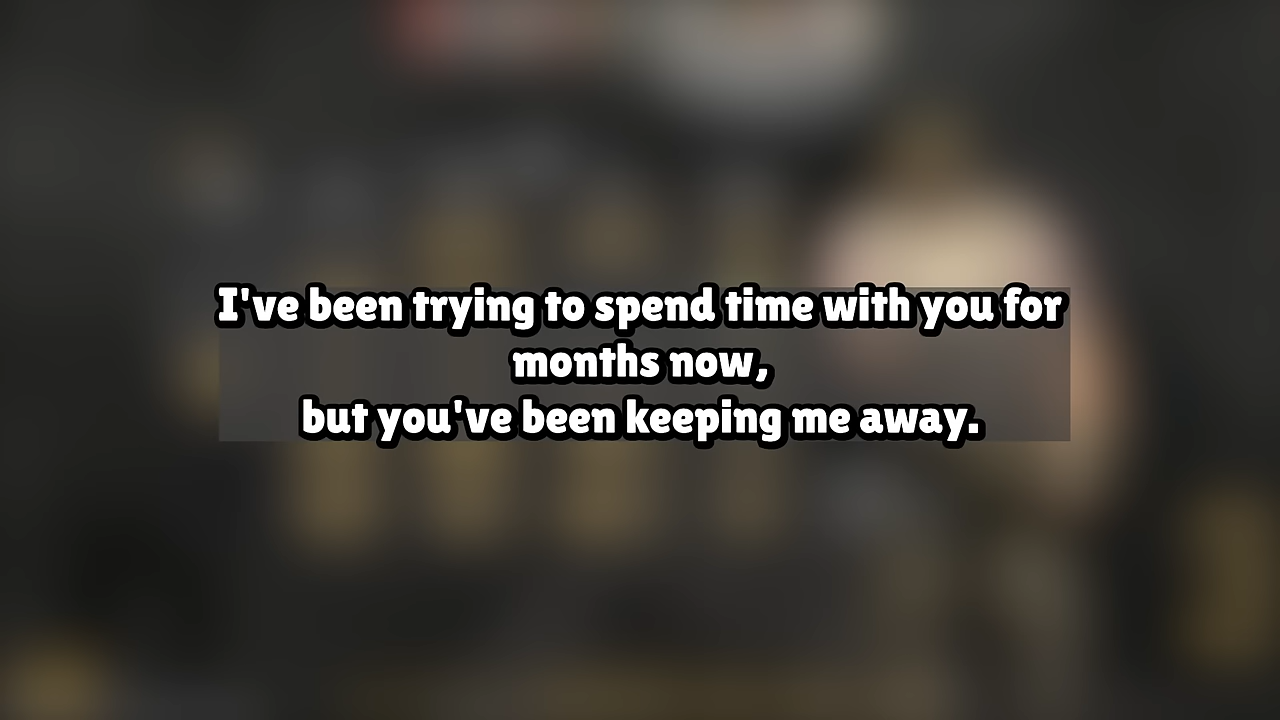 I've been trying to spend time with you for
months now,
but you've been keeping me away.